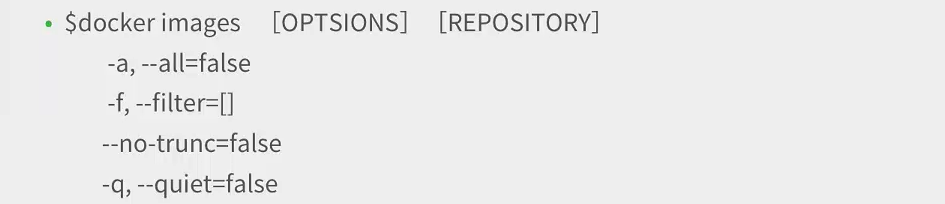 • $docker images [OPTSIONS] [REPOSITORY]
-a, --all=false
-f, --filter=[]
--no-trunc=false
-q, --quiet=false